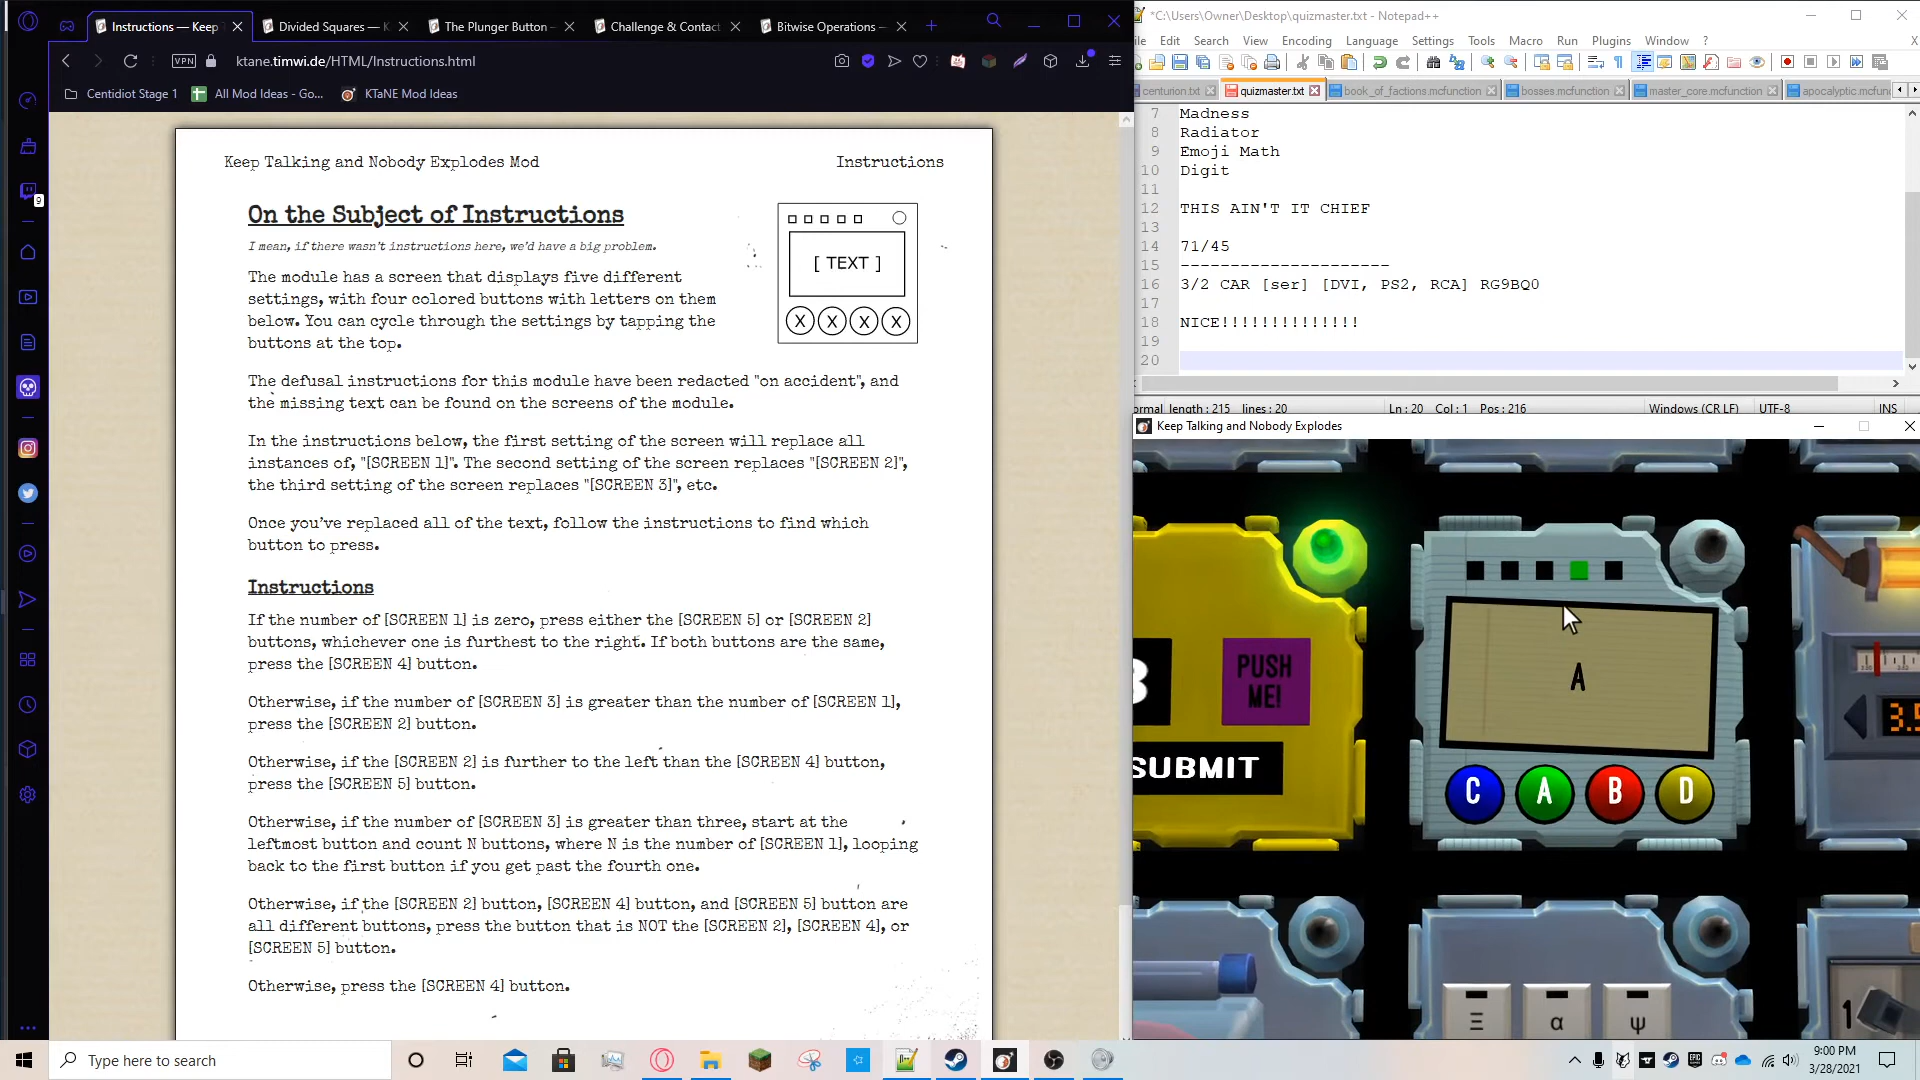 Instructions — Keep T
Divided Squares — K
The Plunger Button —
Challenge & Contact
Bitwise Operations —
VPN
ktane.timwi.de/HTML/Instructions.html
Centidiot Stage 1
All Mod Ideas - Go...
KTaNE Mod Ideas
9
Keep Talking and Nobody Explodes Mod
Instructions
On the Subject of Instructions
I mean, if there wasn't instructions here, we'd have a big problem.
The module has a screen that displays five different
settings, with four colored buttons with letters on them
below. You can cycle through the settings by tapping the
buttons at the top.
[ TEXT ]
X X X X
The defusal instructions for this module have been redacted "on accident", and
the missing text can be found on the screens of the module.
In the instructions below, the first setting of the screen will replace all
instances of, "[SCREEN 1]". The second setting of the screen replaces "[SCREEN 2]",
the third setting of the screen replaces "[SCREEN 3]", etc.
Once you've replaced all of the text, follow the instructions to find which
button to press.
Instructions
If the number of [SCREEN 1] is zero, press either the [SCREEN 5] or [SCREEN 2]
buttons, whichever one is furthest to the right. If both buttons are the same,
press the [SCREEN 4] button.
Otherwise, if the number of [SCREEN 3] is greater than the number of [SCREEN 1],
press the [SCREEN 2] button.
Otherwise, if the [SCREEN 2] is further to the left than the [SCREEN 4] button,
press the [SCREEN 5] button.
Otherwise, if the number of [SCREEN 3] is greater than three, start at the
leftmost button and count N buttons, where N is the number of [SCREEN 1], looping
back to the first button if you get past the fourth one.
Otherwise, if the [SCREEN 2] button, [SCREEN 4] button, and [SCREEN 5] button are
all different buttons, press the button that is NOT the [SCREEN 2], [SCREEN 4], or
[SCREEN 5] button.
Otherwise, press the [SCREEN 4] button.
*C:\Users\Owner\Desktop\quizmaster.txt - Notepad++
ile Edit Search View Encoding Language Settings Tools Macro Run Plugins Window ? X
centurion.txt
quizmaster.txt
book_of_factions.mcfunction
bosses.mcfunction
master_core.mcfunction
apocalyptic.mcfun
7 Madness
8 Radiator
9 Emoji Math
10 Digit
11
12 THIS AIN'T IT CHIEF
13
14 71/45
15 ---------------------
16 3/2 CAR [ser] [DVI, PS2, RCA] RG9BQ0
17
18 NICE!!!!!!!!!!!!!!
19
20
ormal length : 215 lines : 20
Ln : 20 Col : 1 Pos : 216
Windows (CR LF)
UTF-8
INS
Keep Talking and Nobody Explodes
PUSH
ME!
SUBMIT
A
C A B D
3.5
Ξ α ψ
1
Type here to search
9:00 PM
3/28/2021